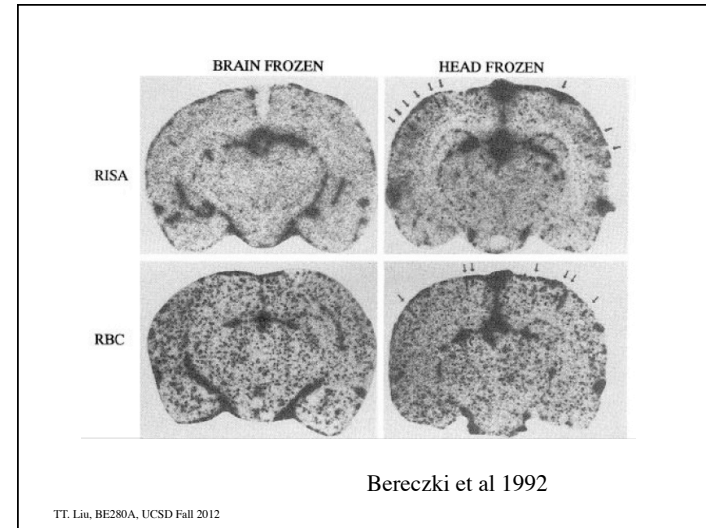 BRAIN FROZEN HEAD FROZEN
RISA
RBC
Bereczki et al 1992
TT. Liu, BE280A, UCSD Fall 2012